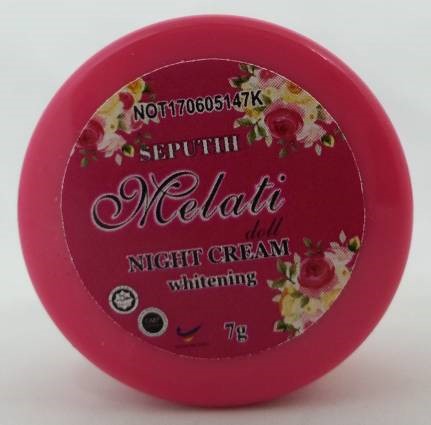 NOT170605147K
SEPUTIH
Melati
doll
NIGHT CREAM
whitening
7g